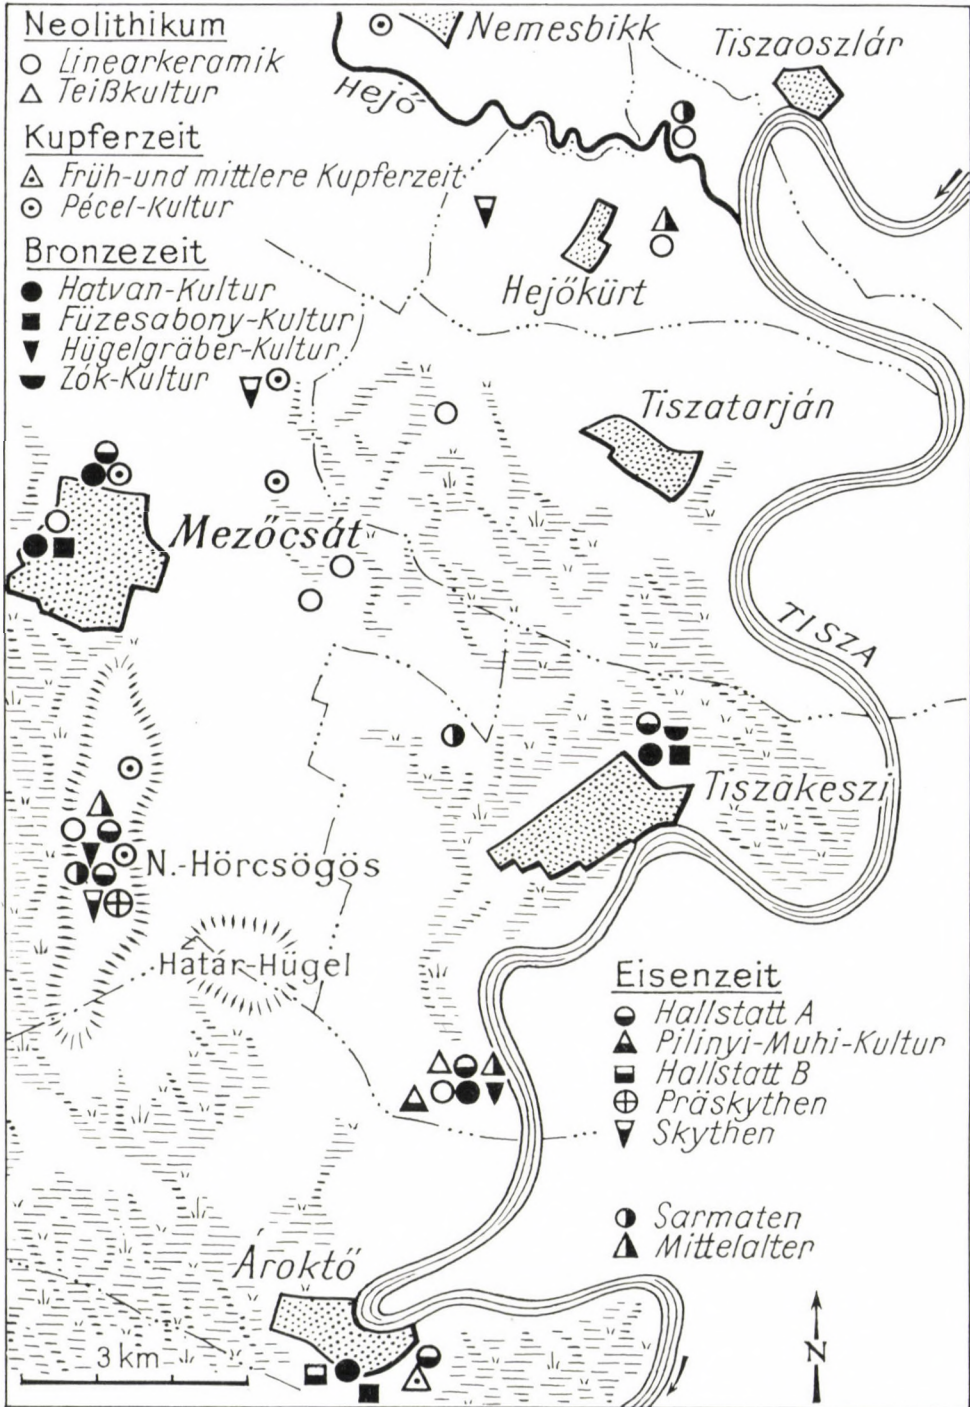 Neolithikum
Linearkeramik
Teißkultur
Kupferzeit
Früh-und mittlere Kupferzeit
Pécel-Kultur
Bronzezeit
Hatvan-Kultur
Füzesabony-Kultur
Hügelgräber-Kultur
Zók-Kultur
Nemesbikk
Tiszaoszlár
Hejő
Hejőkürt
Tiszatarján
Mezőcsát
TISZA
Tiszakeszi
N.-Hörcsögös
Határ-Hügel
Eisenzeit
Hallstatt A
Pilinyi-Muhi-Kultur
Hallstatt B
Präskythen
Skythen
Sarmaten
Mittelalter
Ároktő
3 km
N